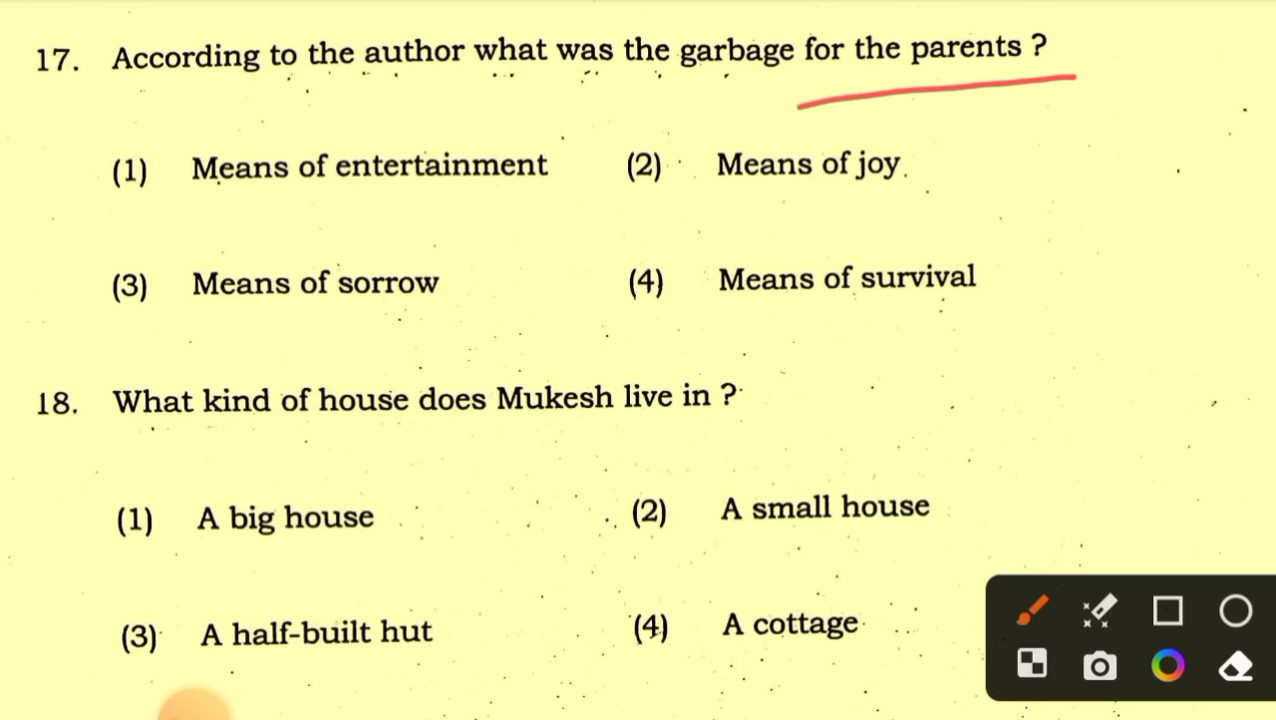 17. According to the author what was the garbage for the parents ?
(1) Means of entertainment (2) Means of joy.
(3) Means of sorrow (4) Means of survival
18. What kind of house does Mukesh live in ?
(1) A big house (2) A small house
(3) A half-built hut (4) A cottage